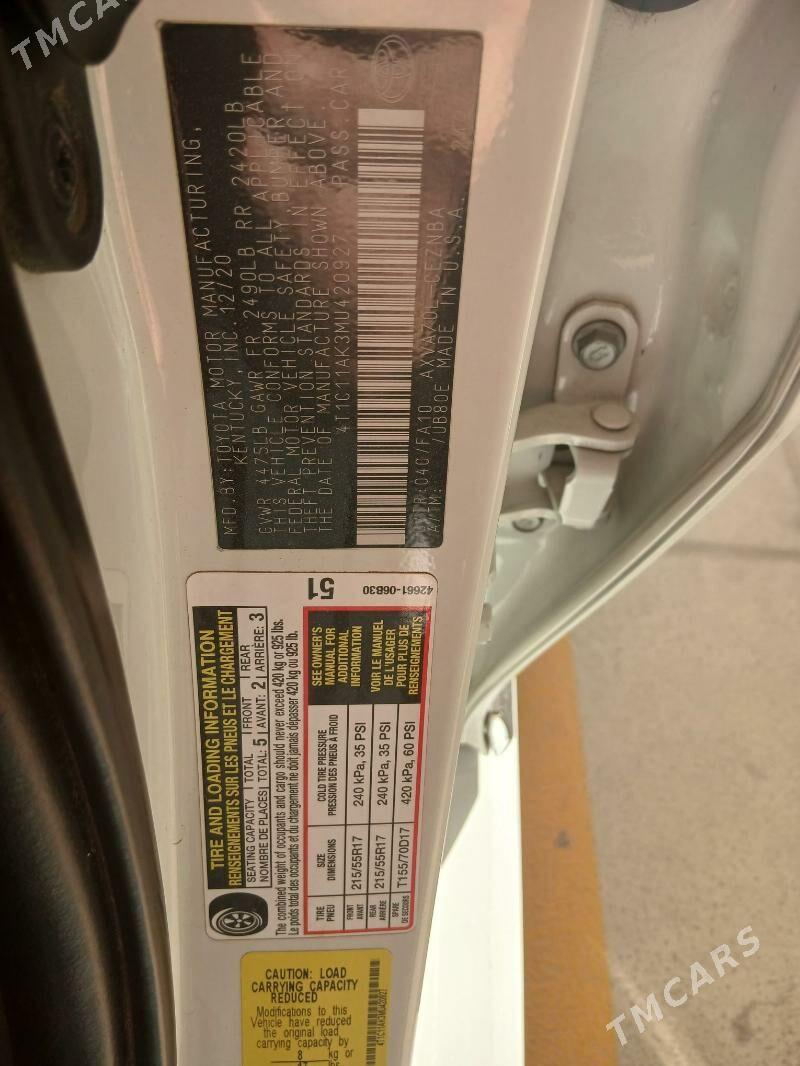 TMCARS
MFD. BY: TOYOTA MOTOR MANUFACTURING,
KENTUCKY, INC. 12/20
GVWR 4475LB GAWR FR 2490LB RR 2420LB
THIS VEHICLE CONFORMS TO ALL APPLICABLE
FEDERAL MOTOR VEHICLE SAFETY, BUMPER, AND
THEFT PREVENTION STANDARDS IN EFFECT ON
THE DATE OF MANUFACTURE SHOWN ABOVE.
4T1C11AK3MU420927 PASS. CAR
040/FA10
A/TM: /UB80E MADE IN U.S.A.
51
42661-06B30
TIRE AND LOADING INFORMATION
RENSEIGNEMENTS SUR LES PNEUS ET LE CHARGEMENT
SEATING CAPACITY TOTAL FRONT REAR
NOMBRE DE PLACES TOTAL: 5 AVANT: 2 ARRIÈRE: 3
The combined weight of occupants and cargo should never exceed 420 kg or 925 lbs.
Le poids total des occupants et du chargement ne doit jamais dépasser 420 kg ou 925 lb.
TIRE
PNEU
SIZE
DIMENSIONS
COLD TIRE PRESSURE
PRESSION DES PNEUS À FROID
FRONT
AVANT
215/55R17
240 kPa, 35 PSI
REAR
ARRIÈRE
215/55R17
240 kPa, 35 PSI
SPARE
DE SECOURS
T155/70D17
420 kPa, 60 PSI
SEE OWNER'S
MANUAL FOR
ADDITIONAL
INFORMATION
VOIR LE MANUEL
DE L'USAGER
POUR PLUS DE
RENSEIGNEMENTS
CAUTION: LOAD
CARRYING CAPACITY
REDUCED
Modifications to this
Vehicle have reduced
the original load
carrying capacity by
8 kg or
4T1C11AK3MU420927
TMCARS